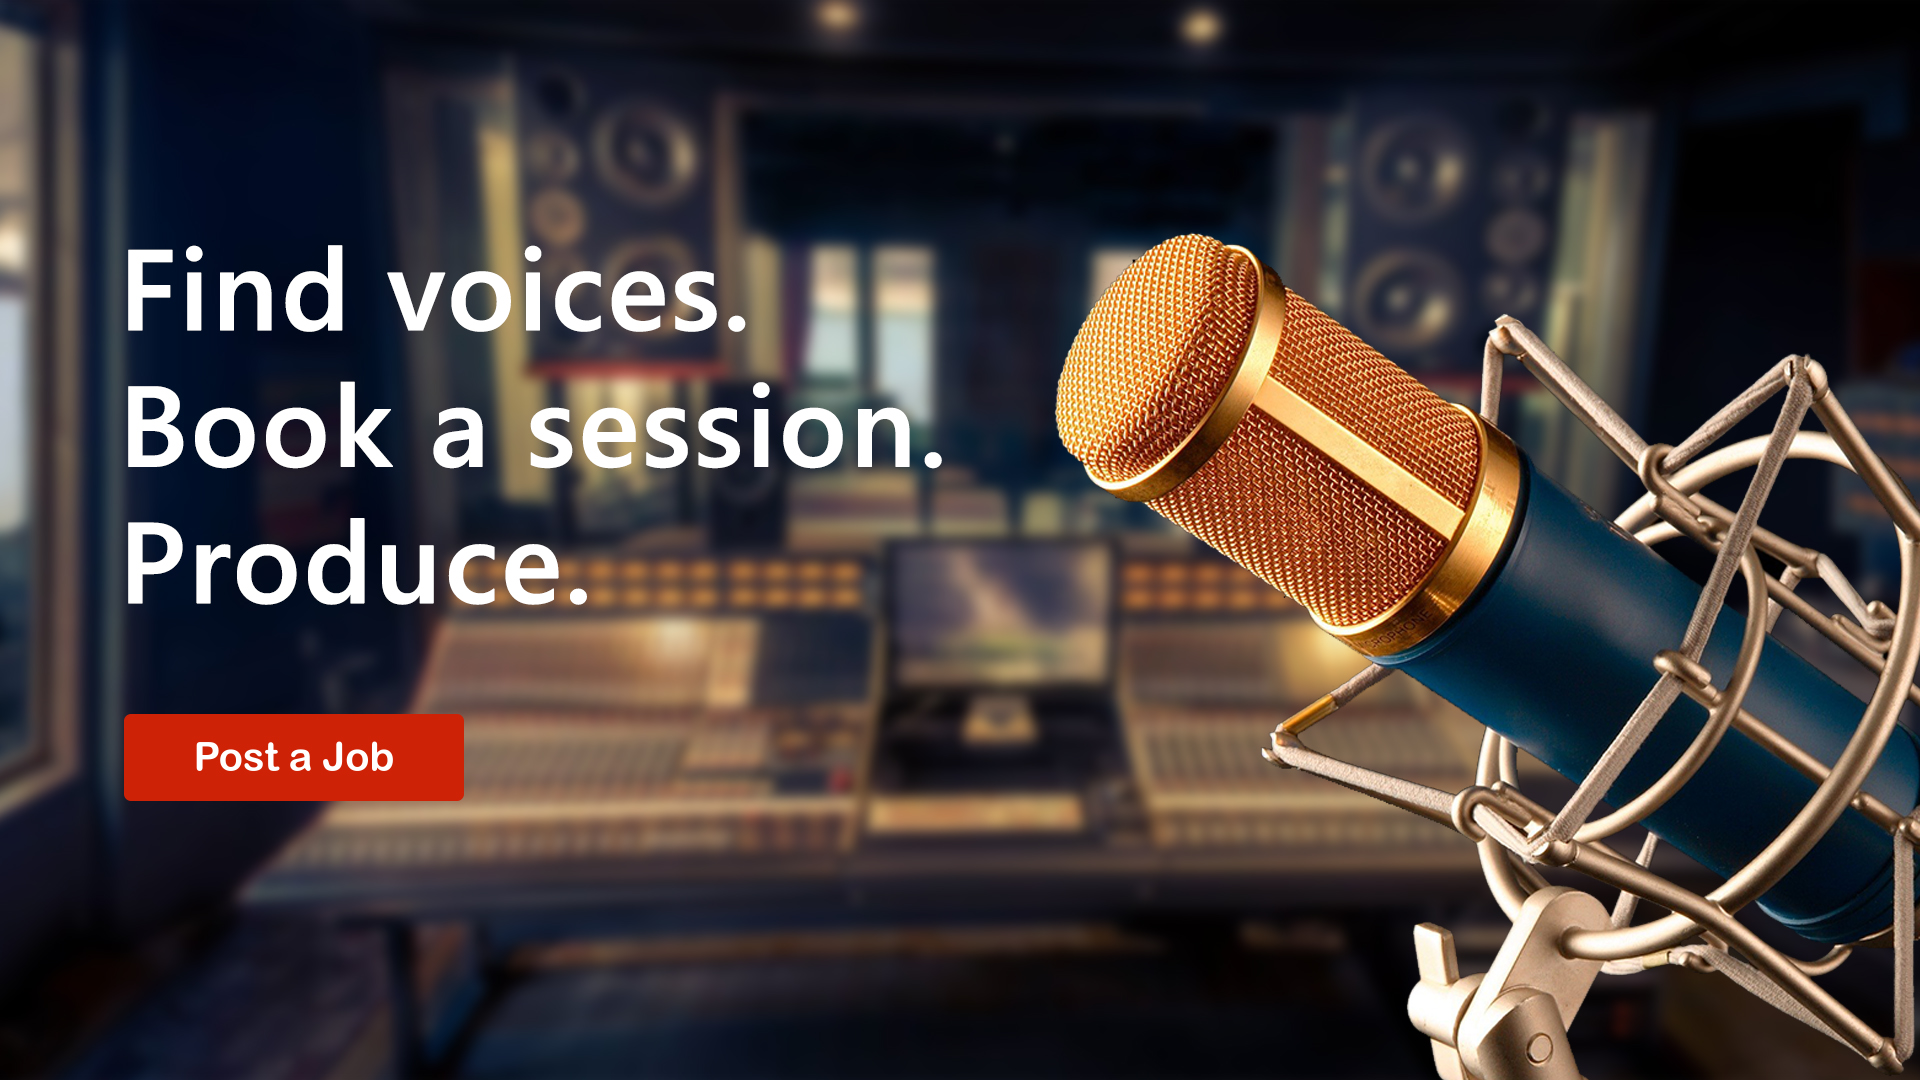 Find voices.
Book a session.
Produce.
Post a Job